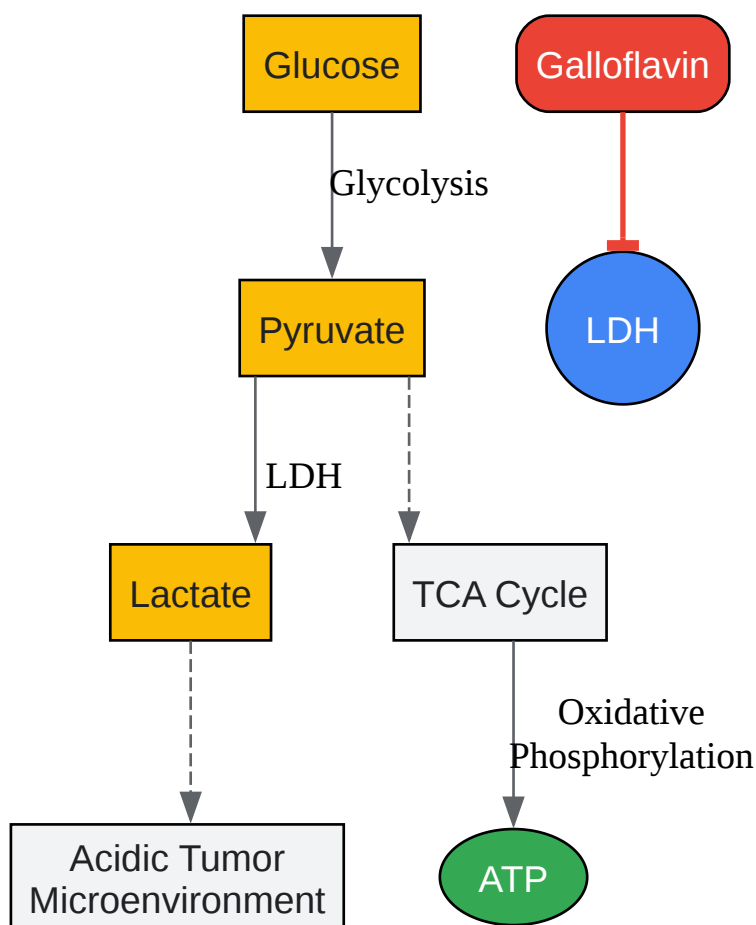 Glucose
Galloflavin
Glycolysis
Pyruvate
LDH
LDH
Lactate
TCA Cycle
Oxidative
Phosphorylation
Acidic Tumor
Microenvironment
ATP